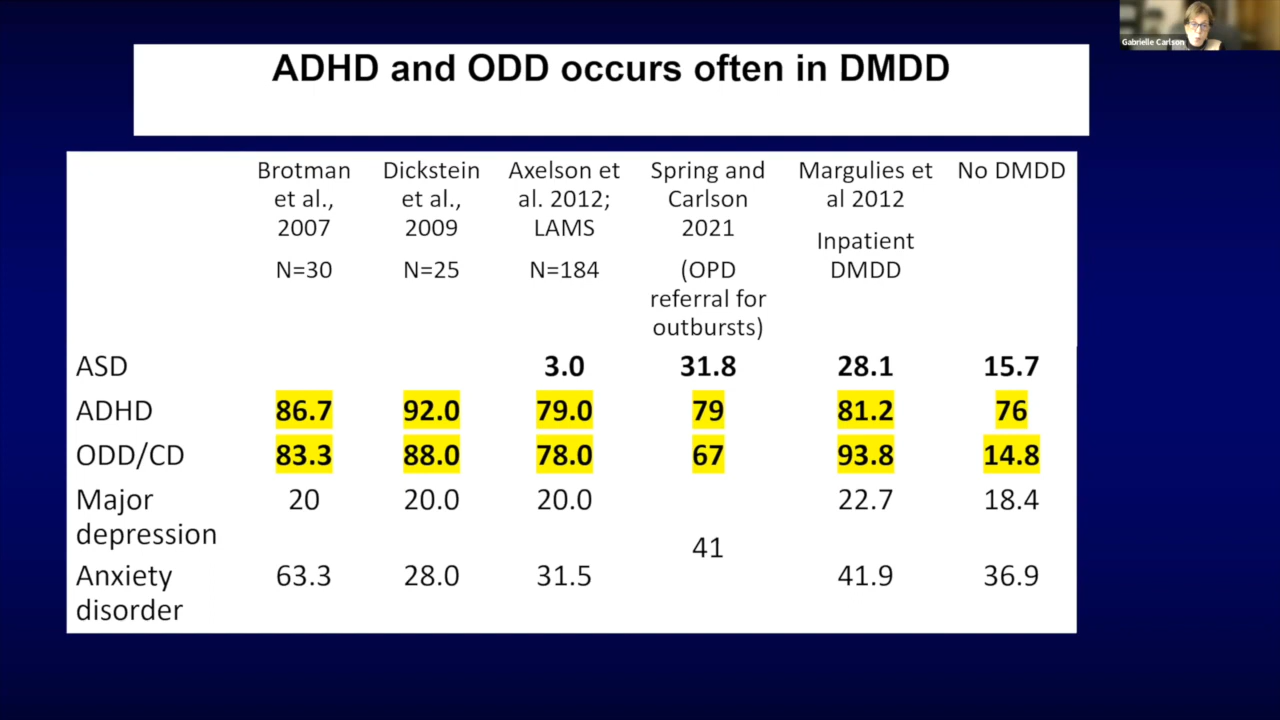 Gabrielle Carlson
ADHD and ODD occurs often in DMDD
Brotman et al., 2007 N=30
Dickstein et al., 2009 N=25
Axelson et al. 2012; LAMS N=184
Spring and Carlson 2021 (OPD referral for outbursts)
Margulies et al 2012 Inpatient DMDD
No DMDD
ASD 3.0 31.8 28.1 15.7
ADHD 86.7 92.0 79.0 79 81.2 76
ODD/CD 83.3 88.0 78.0 67 93.8 14.8
Major depression 20 20.0 20.0 22.7 18.4
41
Anxiety disorder 63.3 28.0 31.5 41.9 36.9